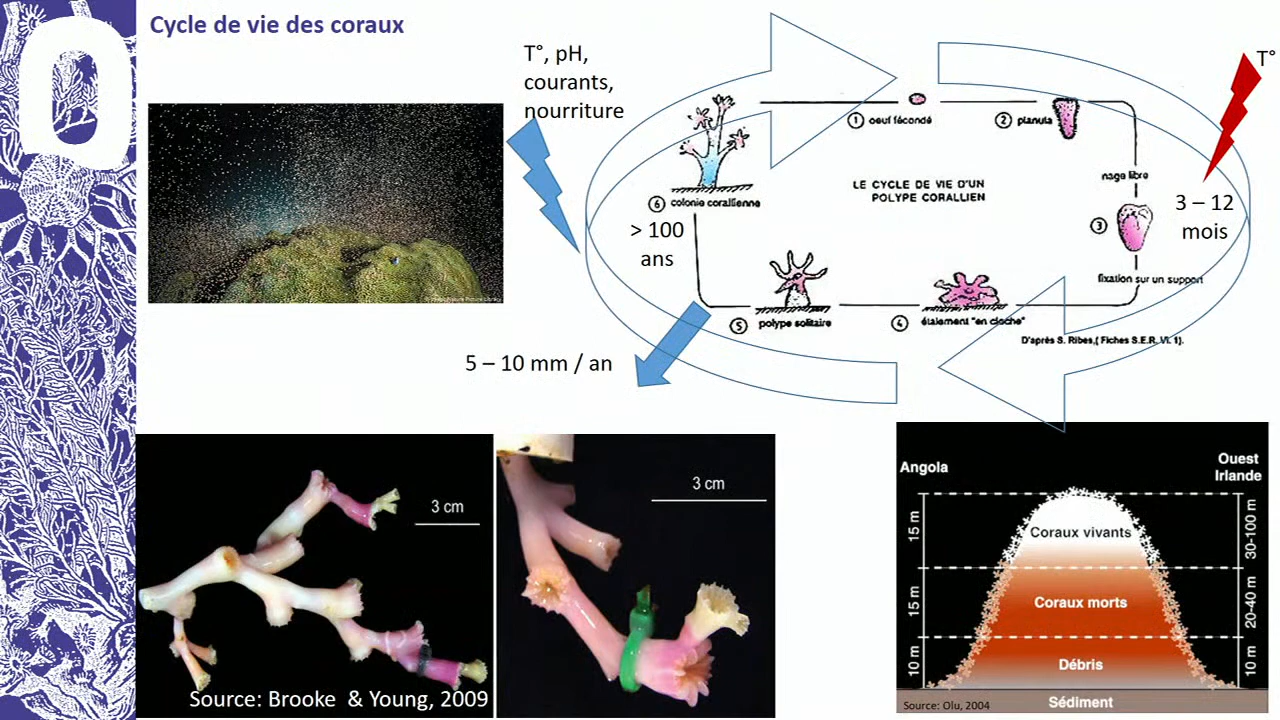 Cycle de vie des coraux
T°, pH,
courants,
nourriture
T°
① oeuf fécondé
② planula
nage libre
③
3 – 12
mois
fixation sur un support
LE CYCLE DE VIE D'UN
POLYPE CORALLIEN
⑥ colonie corallienne
> 100
ans
⑤ polype solitaire
④ étalement "en cloche"
D'après S. Ribes,( Fiches S.E.R. VI. 1).
5 – 10 mm / an
3 cm
Source: Brooke & Young, 2009
3 cm
Angola
Ouest
Irlande
15 m
Coraux vivants
30-100 m
15 m
Coraux morts
20-40 m
10 m
Débris
10 m
Sédiment
Source: Olu, 2004